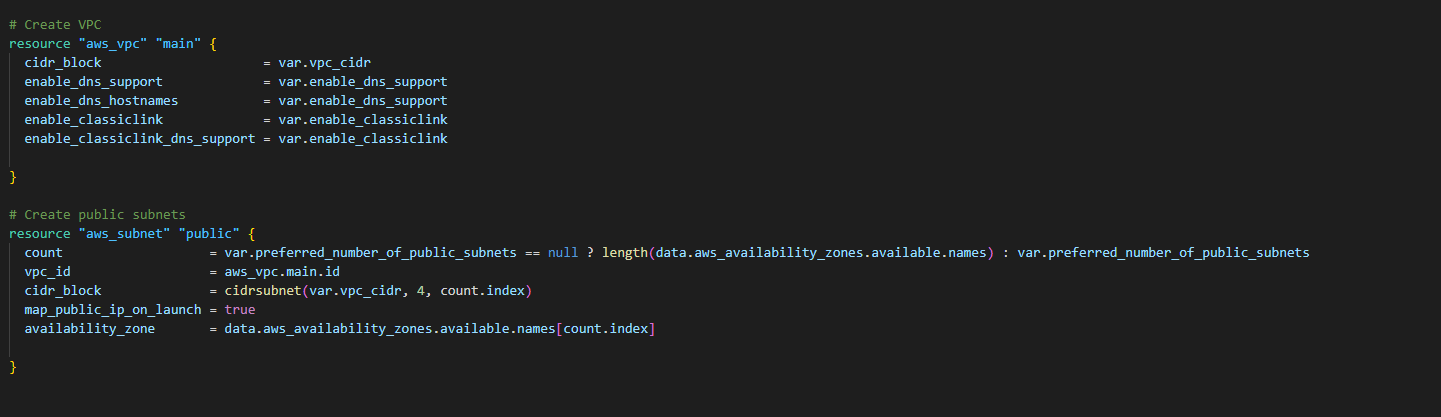 # Create VPC
resource "aws_vpc" "main" {
  cidr_block                     = var.vpc_cidr
  enable_dns_support             = var.enable_dns_support
  enable_dns_hostnames           = var.enable_dns_support
  enable_classiclink             = var.enable_classiclink
  enable_classiclink_dns_support = var.enable_classiclink
}
# Create public subnets
resource "aws_subnet" "public" {
  count                   = var.preferred_number_of_public_subnets == null ? length(data.aws_availability_zones.available.names) : var.preferred_number_of_public_subnets
  vpc_id                  = aws_vpc.main.id
  cidr_block              = cidrsubnet(var.vpc_cidr, 4, count.index)
  map_public_ip_on_launch = true
  availability_zone       = data.aws_availability_zones.available.names[count.index]
}